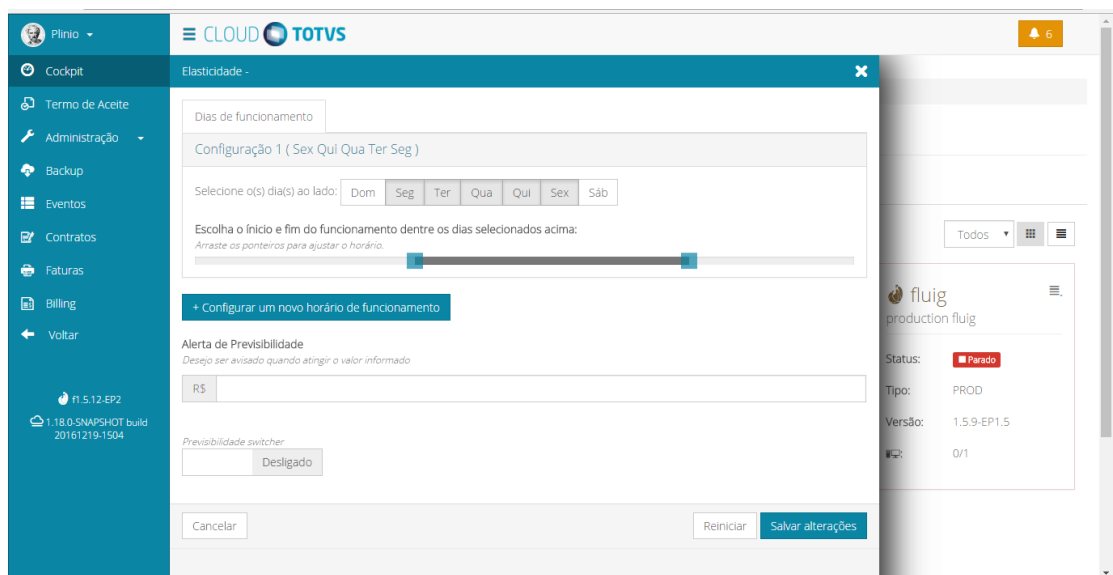 Plinio
CLOUD TOTVS
6
Cockpit
Termo de Aceite
Administração
Backup
Eventos
Contratos
Faturas
Billing
Voltar
f1.5.12-EP2
1.18.0-SNAPSHOT build
20161219-1504
Elasticidade -
Dias de funcionamento
Configuração 1 ( Sex Qui Qua Ter Seg )
Selecione o(s) dia(s) ao lado: Dom Seg Ter Qua Qui Sex Sáb
Escolha o ínicio e fim do funcionamento dentre os dias selecionados acima:
Arraste os ponteiros para ajustar o horário.
+ Configurar um novo horário de funcionamento
Alerta de Previsibilidade
Desejo ser avisado quando atingir o valor informado
R$
Previsibilidade switcher
Desligado
Cancelar Reiniciar Salvar alterações
Todos
fluig
production fluig
Status: Parado
Tipo: PROD
Versão: 1.5.9-EP1.5
: 0/1